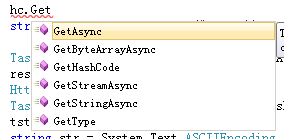 hc.Get
str
GetAsync
T
GetByteArrayAsync
c
Tas
GetHashCode
res
GetStreamAsync
Htt
GetStringAsync
Tas
GetType
tst
string str = System.Text.ASCIIEncoding